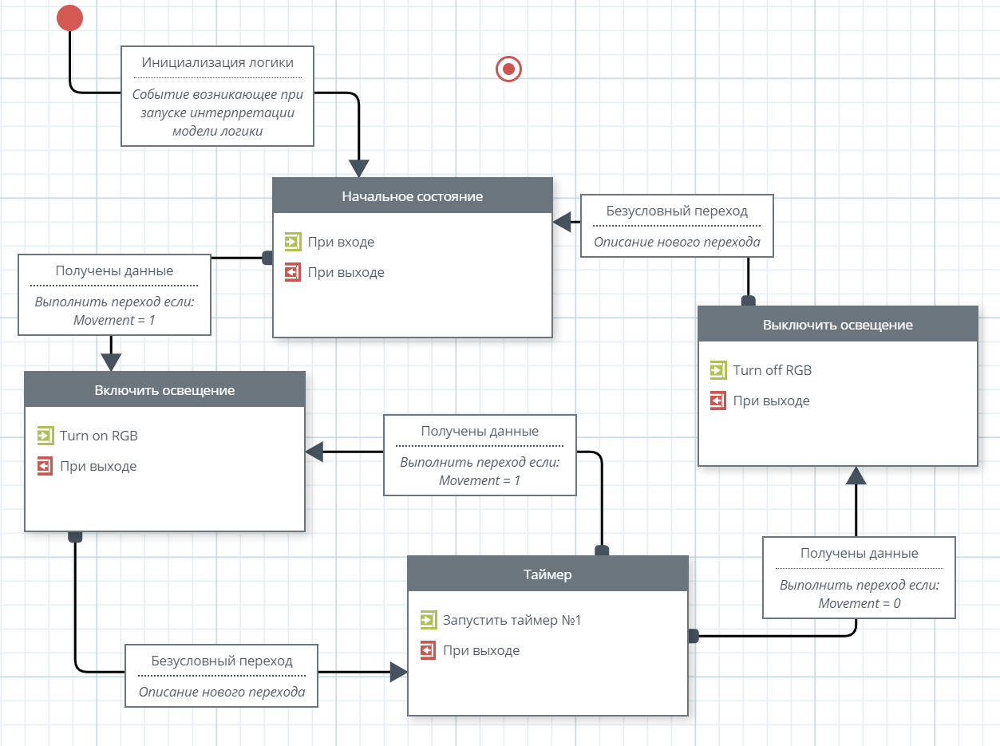 Инициализация логики
Событие возникающее при
запуске интерпретации
модели логики
Начальное состояние
При входе
При выходе
Безусловный переход
Описание нового перехода
Получены данные
Выполнить переход если:
Movement = 1
Выключить освещение
Turn off RGB
При выходе
Включить освещение
Turn on RGB
При выходе
Получены данные
Выполнить переход если:
Movement = 1
Получены данные
Выполнить переход если:
Movement = 0
Таймер
Запустить таймер №1
При выходе
Безусловный переход
Описание нового перехода